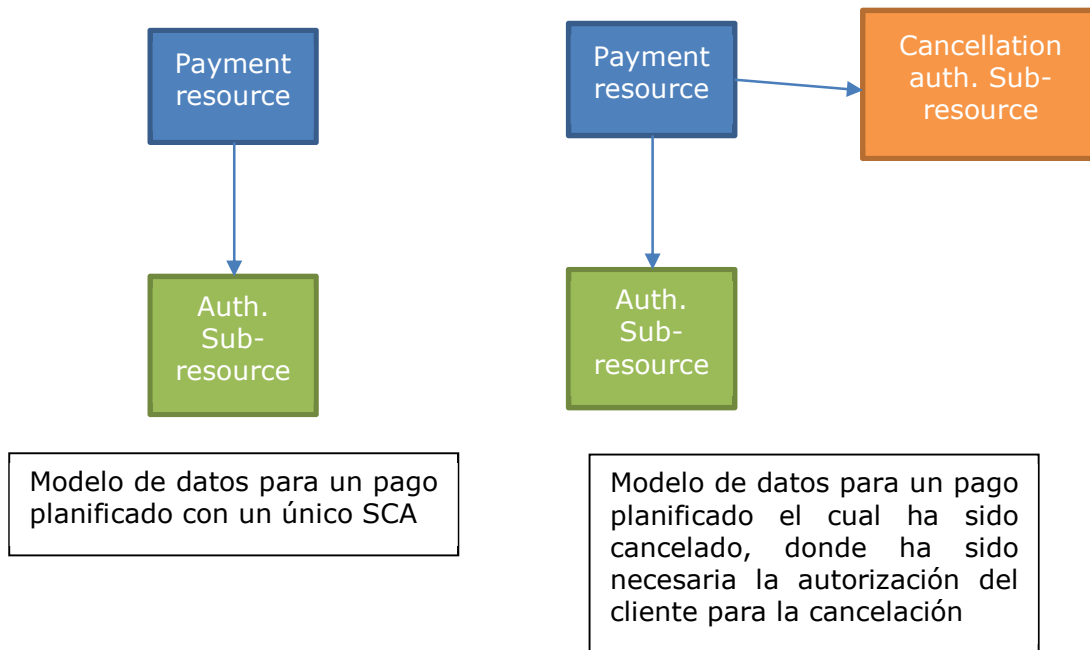 Payment
resource
Payment
resource
Cancellation
auth. Sub-
resource
Auth.
Sub-
resource
Auth.
Sub-
resource
Modelo de datos para un pago
planificado con un único SCA
Modelo de datos para un pago
planificado el cual ha sido
cancelado, donde ha sido
necesaria la autorización del
cliente para la cancelación